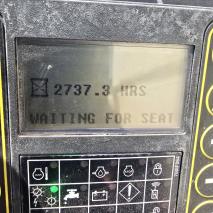 2737.3 HRS
WAITING FOR SEAT